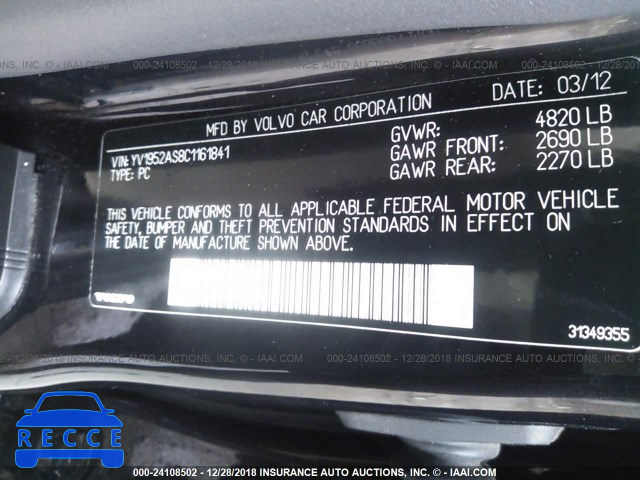 000-24108502 - 12/28/2018 INSURANCE AUTO AUCTIONS, INC. - IAAI.COM
DATE: 03/12
MFD BY VOLVO CAR CORPORATION
GVWR: 4820 LB
VIN: YV1952AS8C1161841
GAWR FRONT: 2690 LB
TYPE: PC
GAWR REAR: 2270 LB
THIS VEHICLE CONFORMS TO ALL APPLICABLE FEDERAL MOTOR VEHICLE
SAFETY, BUMPER AND THEFT PREVENTION STANDARDS IN EFFECT ON
THE DATE OF MANUFACTURE SHOWN ABOVE.
VOLVO
31349355
000-24108502 - 12/28/2018 INSURANCE AUTO AUCTIONS, INC. - IAAI.COM
RECCE
000-24108502 - 12/28/2018 INSURANCE AUTO AUCTIONS, INC. - IAAI.COM